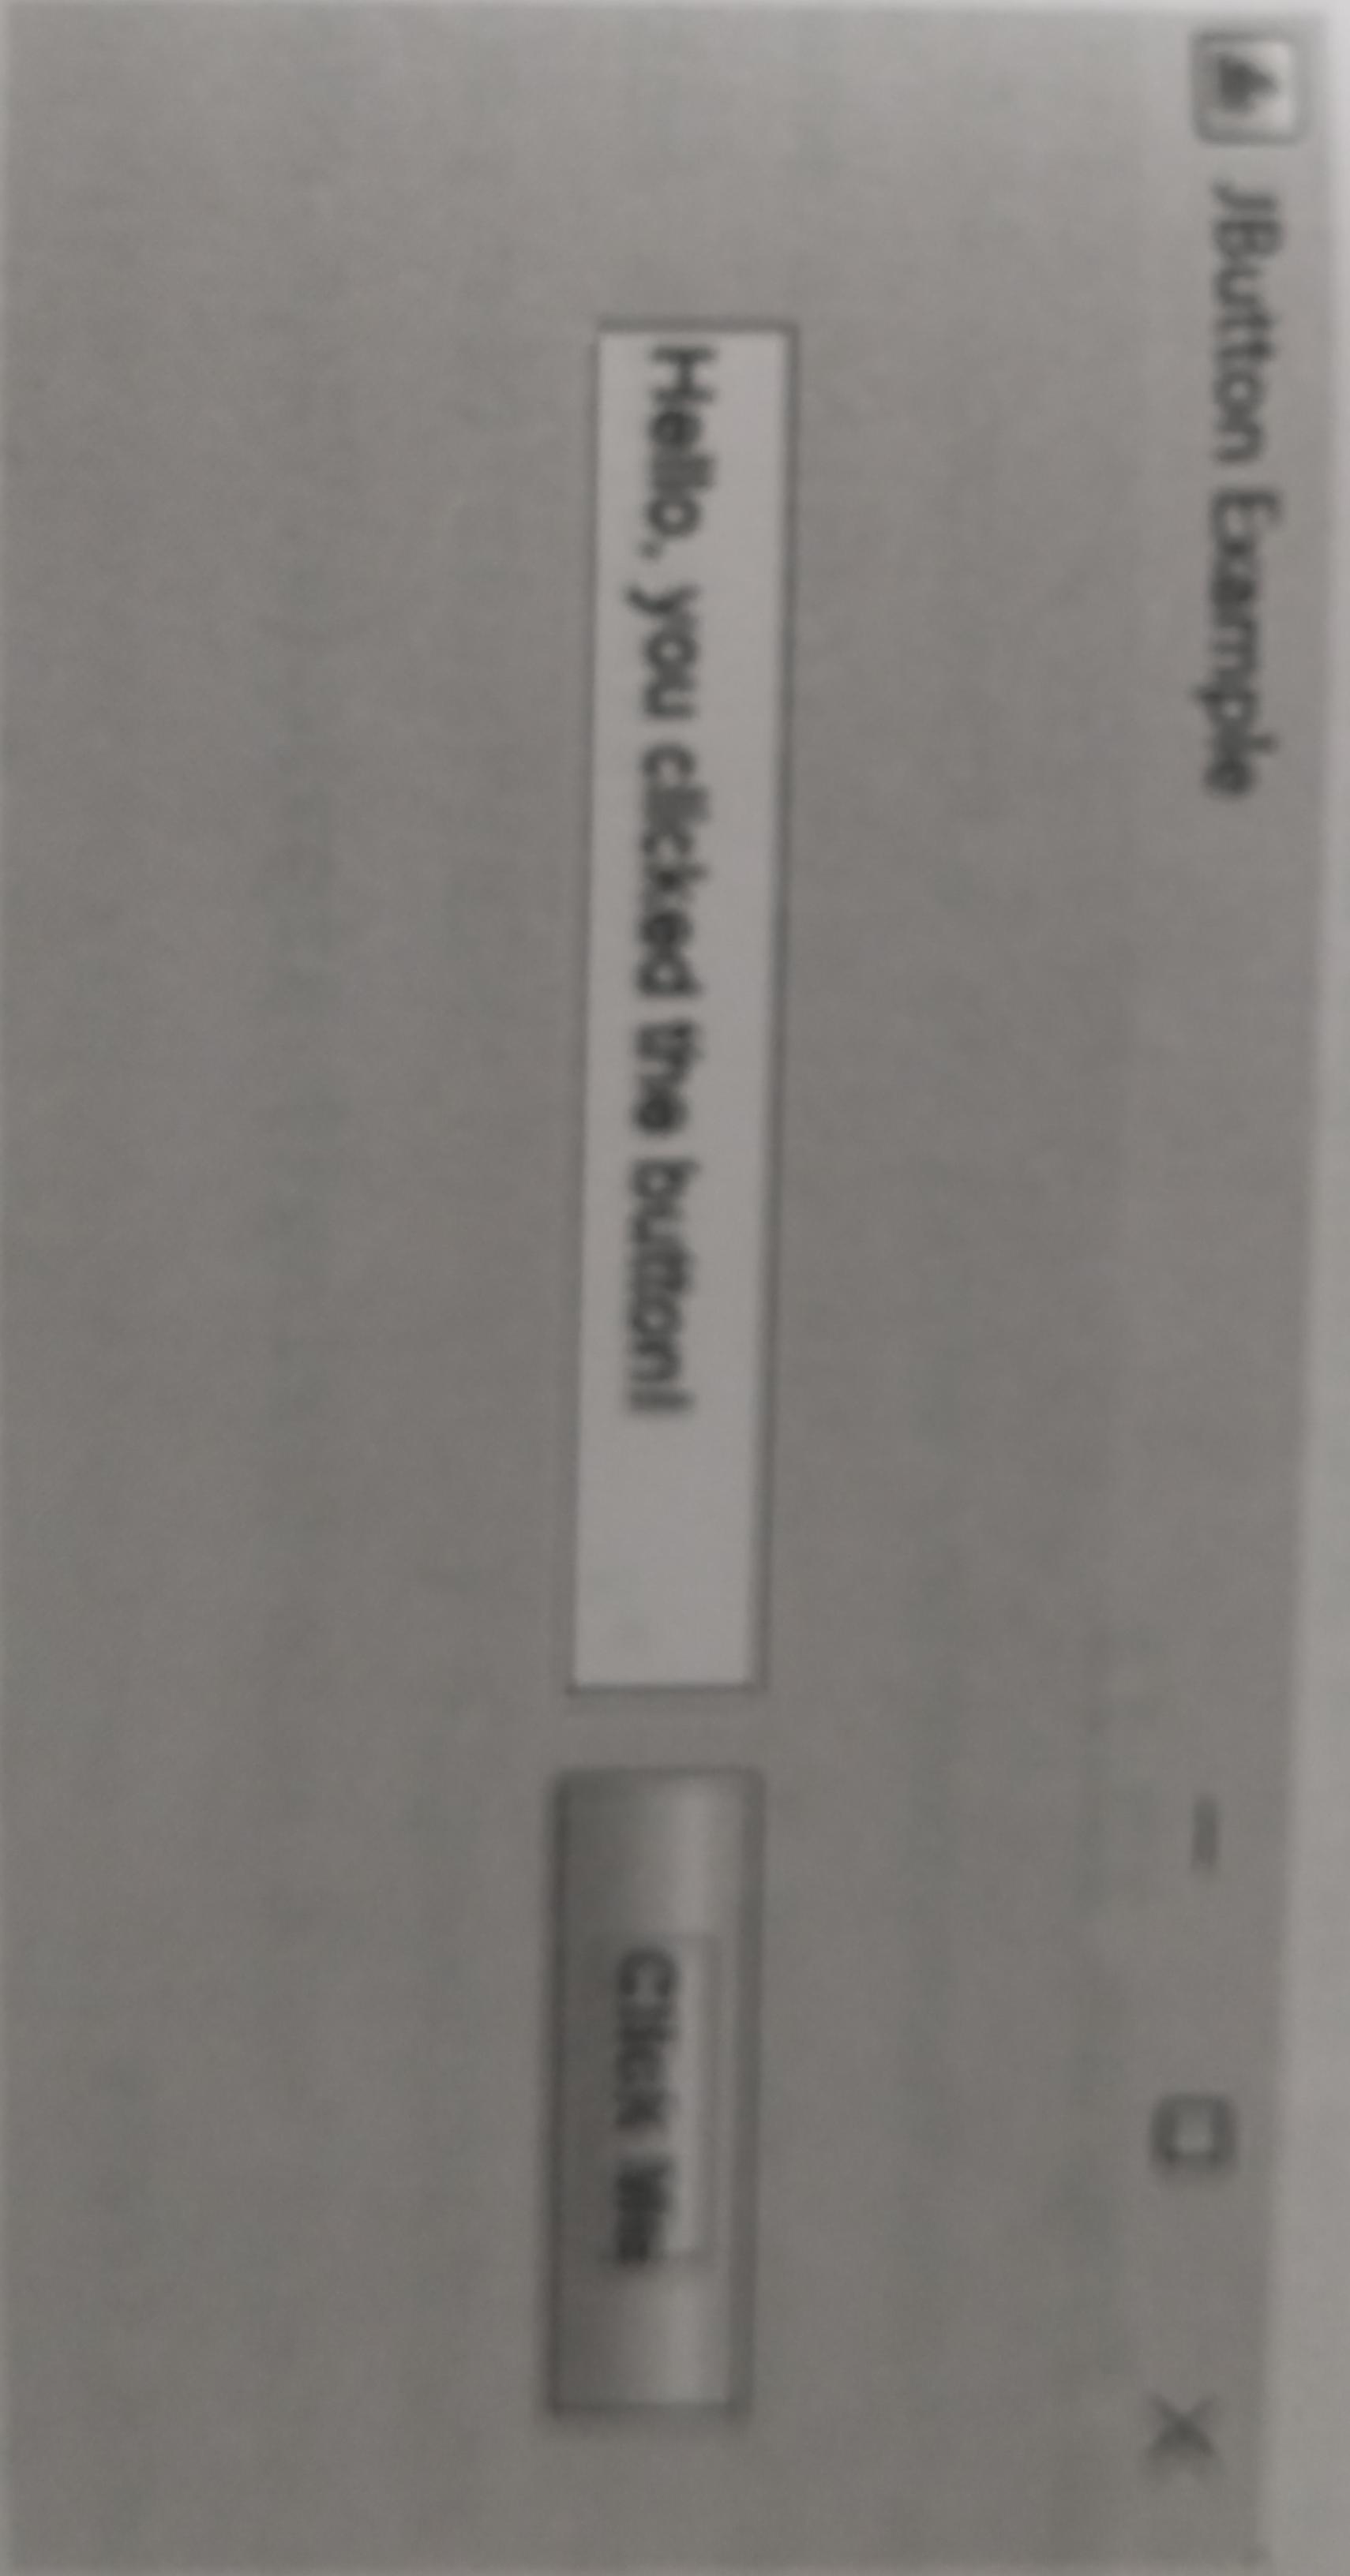 JButton Example
Hello, you clicked the button!
Click Me